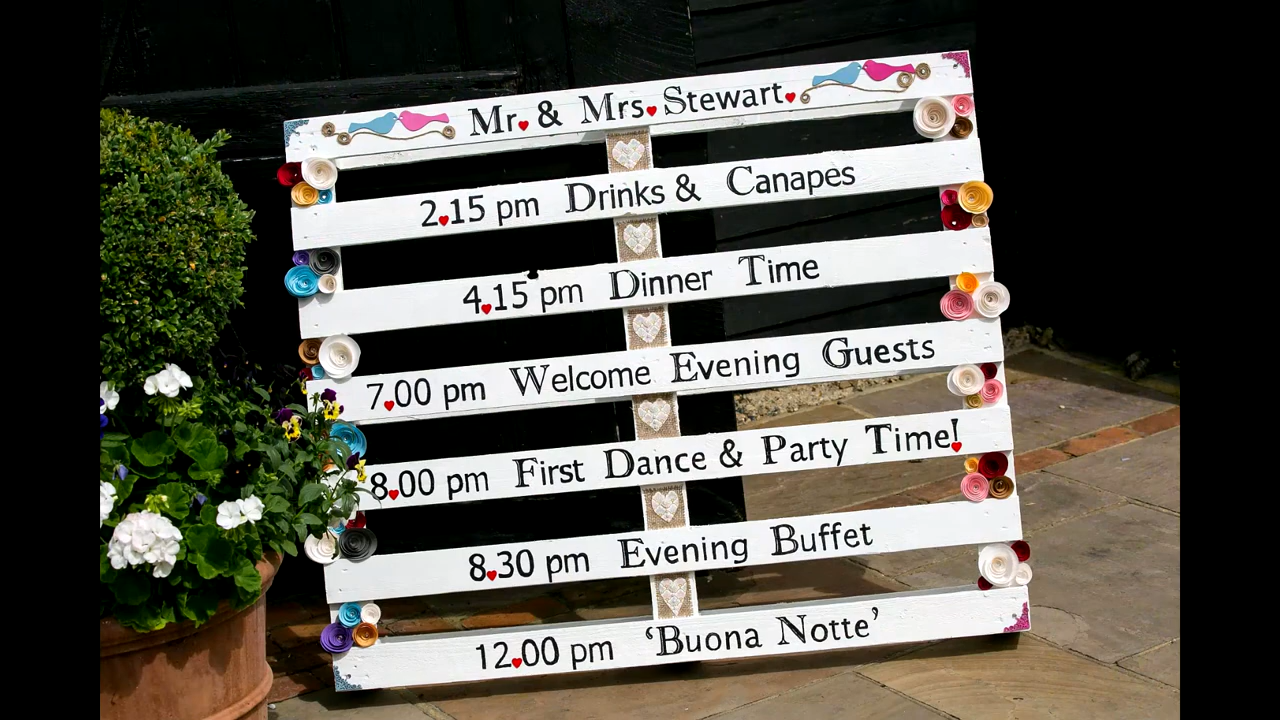 Mr. & Mrs. Stewart.
2.15 pm Drinks & Canapes
4.15 pm Dinner Time
7.00 pm Welcome Evening Guests
8.00 pm First Dance & Party Time!
8.30 pm Evening Buffet
12.00 pm ‘Buona Notte’